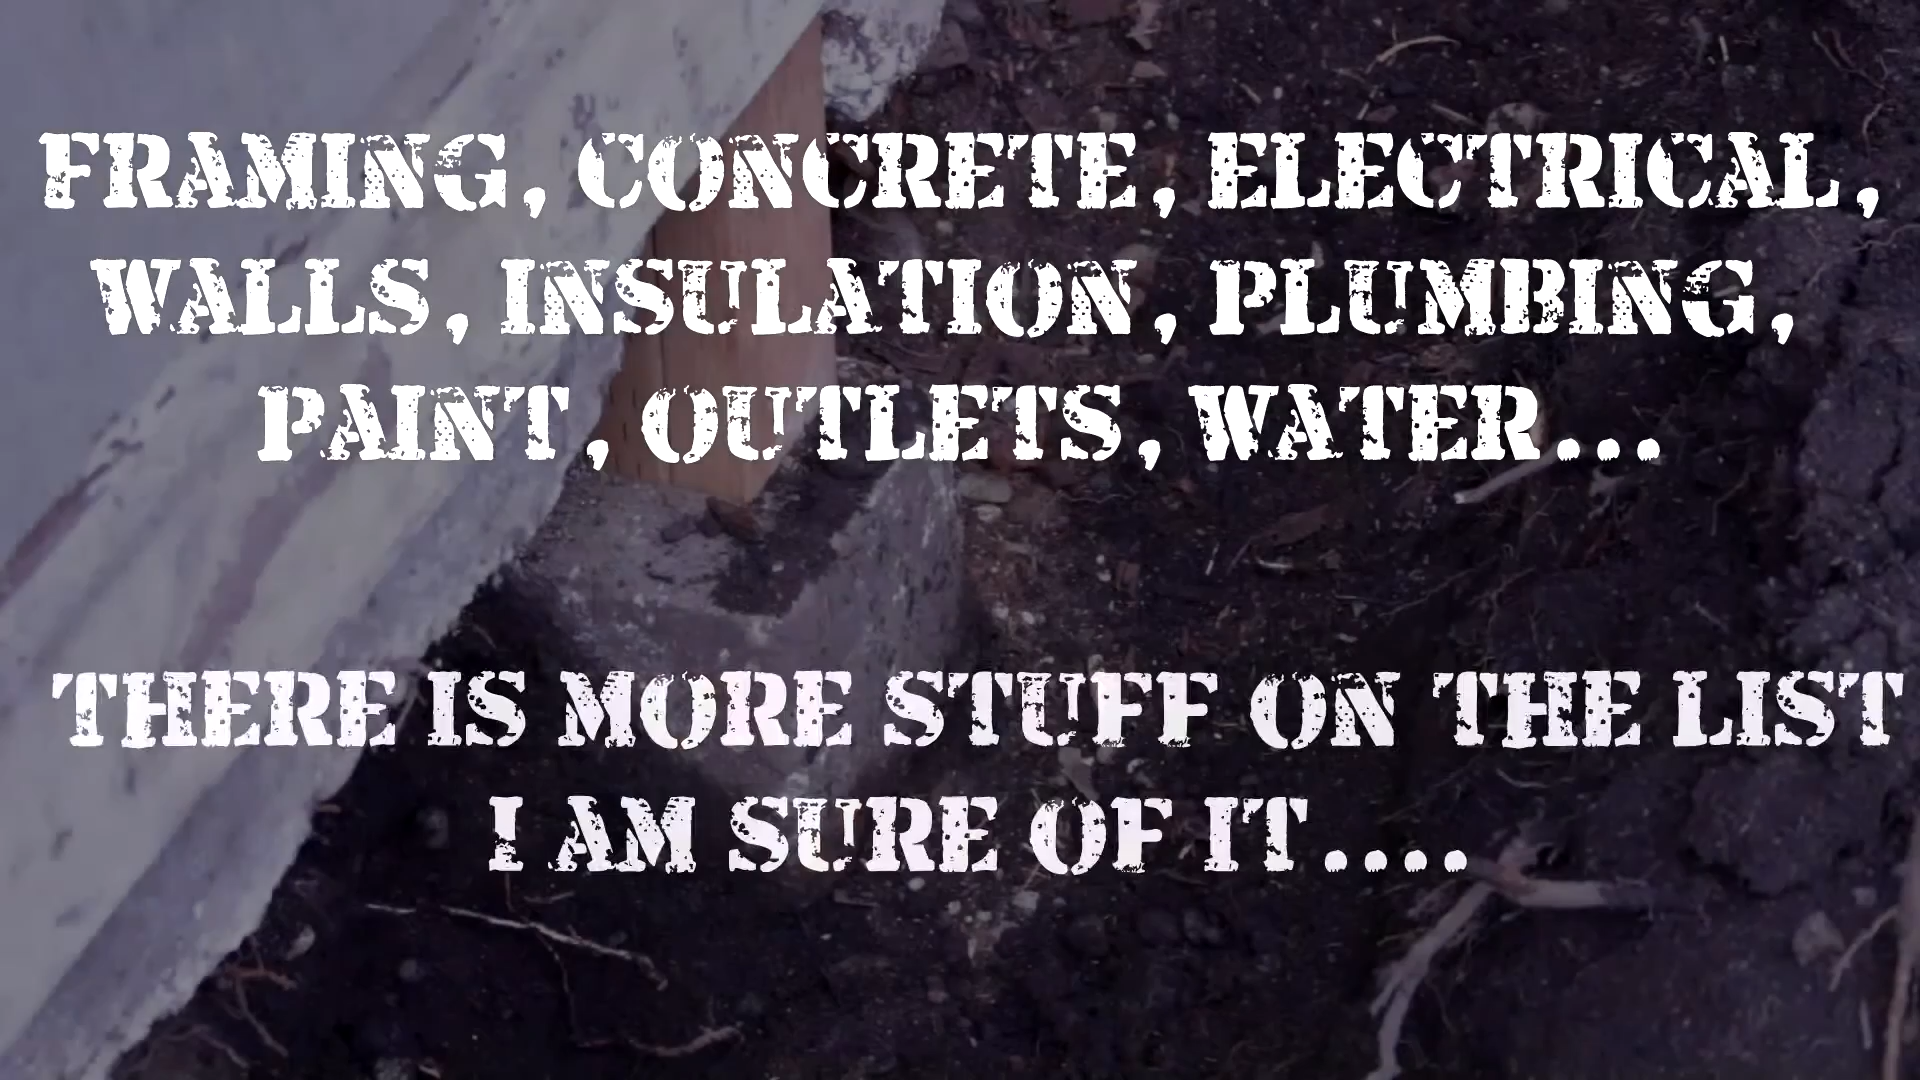 FRAMING, CONCRETE, ELECTRICAL,
WALLS, INSULATION, PLUMBING,
PAINT, OUTLETS, WATER...
THERE IS MORE STUFF ON THE LIST
I AM SURE OF IT....